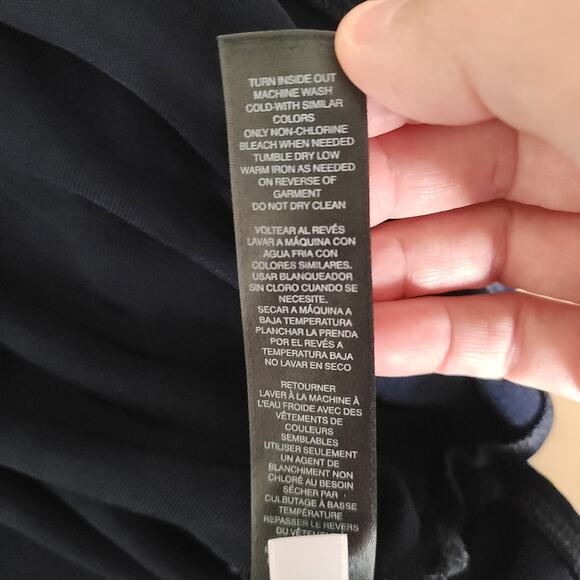 TURN INSIDE OUT
MACHINE WASH
COLD-WITH SIMILAR
COLORS
ONLY NON-CHLORINE
BLEACH WHEN NEEDED
TUMBLE DRY LOW
WARM IRON AS NEEDED
ON REVERSE OF
GARMENT
DO NOT DRY CLEAN
VOLTEAR AL REVÉS
LAVAR A MÁQUINA CON
AGUA FRIA CON
COLORES SIMILARES.
USAR BLANQUEADOR
SIN CLORO CUANDO SE
NECESITE.
SECAR A MÁQUINA A
BAJA TEMPERATURA
PLANCHAR LA PRENDA
POR EL REVÉS A
TEMPERATURA BAJA
NO LAVAR EN SECO
RETOURNER
LAVER À LA MACHINE À
L'EAU FROIDE AVEC DES
VÊTEMENTS DE
COULEURS
SEMBLABLES
UTILISER SEULEMENT
UN AGENT DE
BLANCHIMENT NON
CHLORÉ AU BESOIN
SÉCHER PAR
CULBUTAGE À BASSE
TEMPÉRATURE
REPASSER LE REVERS
DU VÊTEMENT